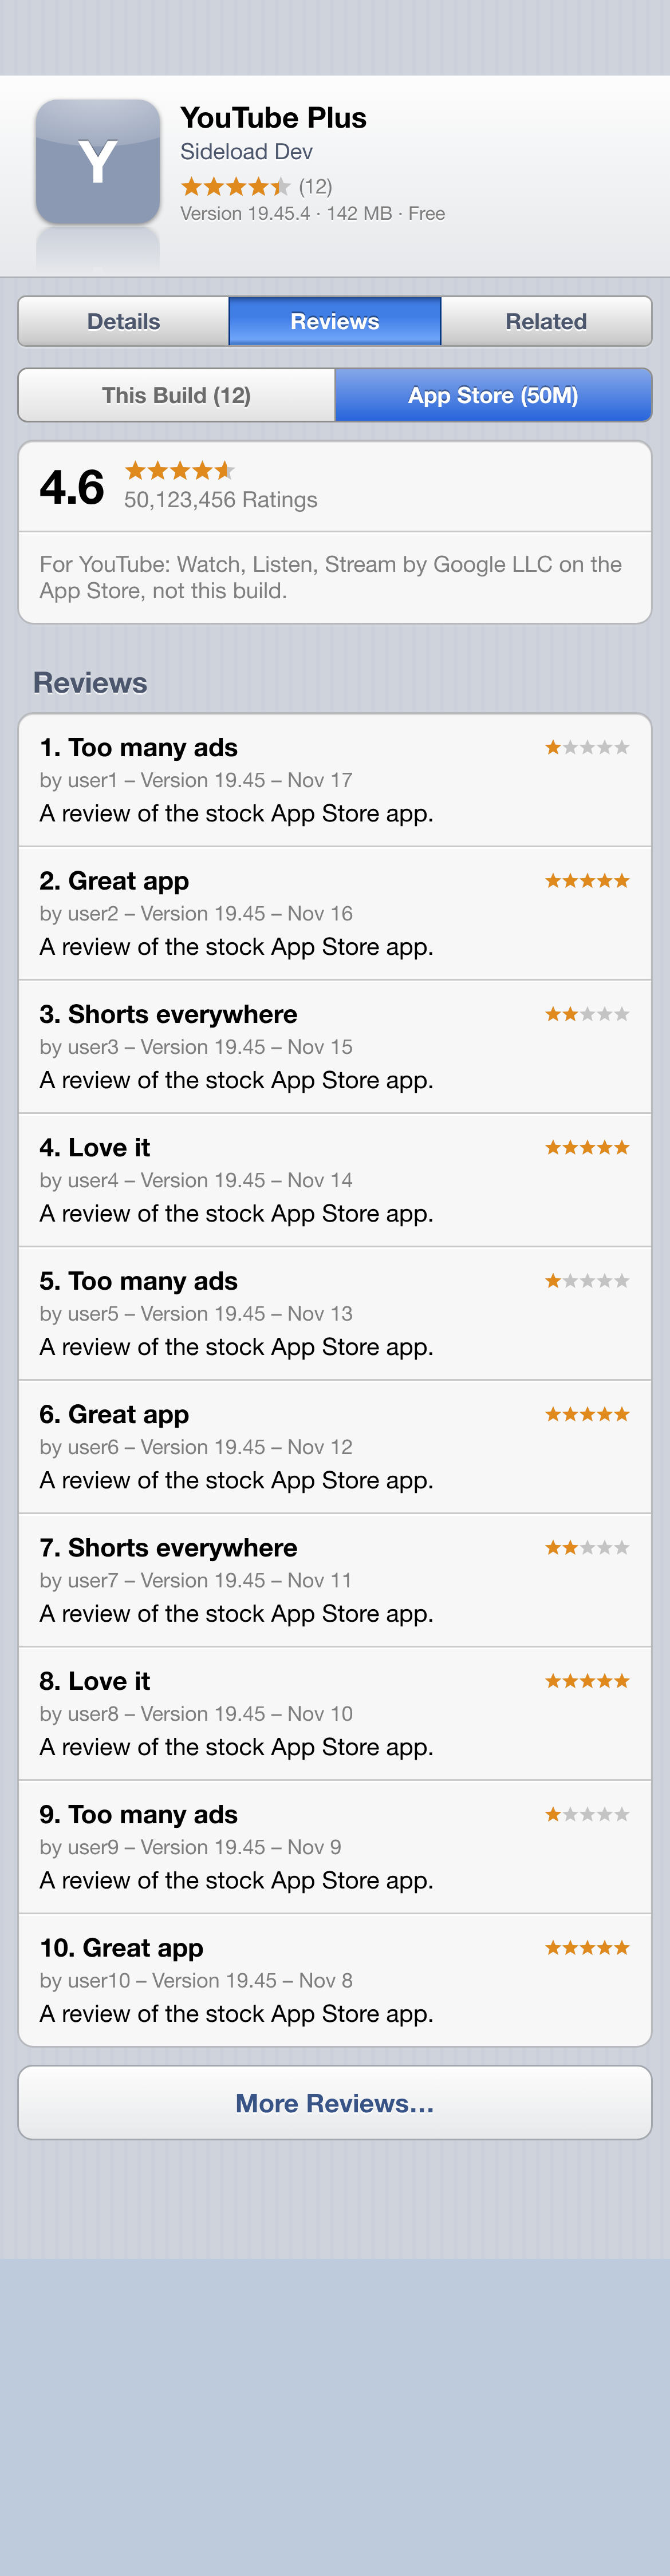 Y
YouTube Plus
Sideload Dev
(12)
Version 19.45.4 · 142 MB · Free
Details
Reviews
Related
This Build (12)
App Store (50M)
4.6
50,123,456 Ratings
For YouTube: Watch, Listen, Stream by Google LLC on the
App Store, not this build.
Reviews
1. Too many ads
by user1 – Version 19.45 – Nov 17
A review of the stock App Store app.
2. Great app
by user2 – Version 19.45 – Nov 16
A review of the stock App Store app.
3. Shorts everywhere
by user3 – Version 19.45 – Nov 15
A review of the stock App Store app.
4. Love it
by user4 – Version 19.45 – Nov 14
A review of the stock App Store app.
5. Too many ads
by user5 – Version 19.45 – Nov 13
A review of the stock App Store app.
6. Great app
by user6 – Version 19.45 – Nov 12
A review of the stock App Store app.
7. Shorts everywhere
by user7 – Version 19.45 – Nov 11
A review of the stock App Store app.
8. Love it
by user8 – Version 19.45 – Nov 10
A review of the stock App Store app.
9. Too many ads
by user9 – Version 19.45 – Nov 9
A review of the stock App Store app.
10. Great app
by user10 – Version 19.45 – Nov 8
A review of the stock App Store app.
More Reviews...